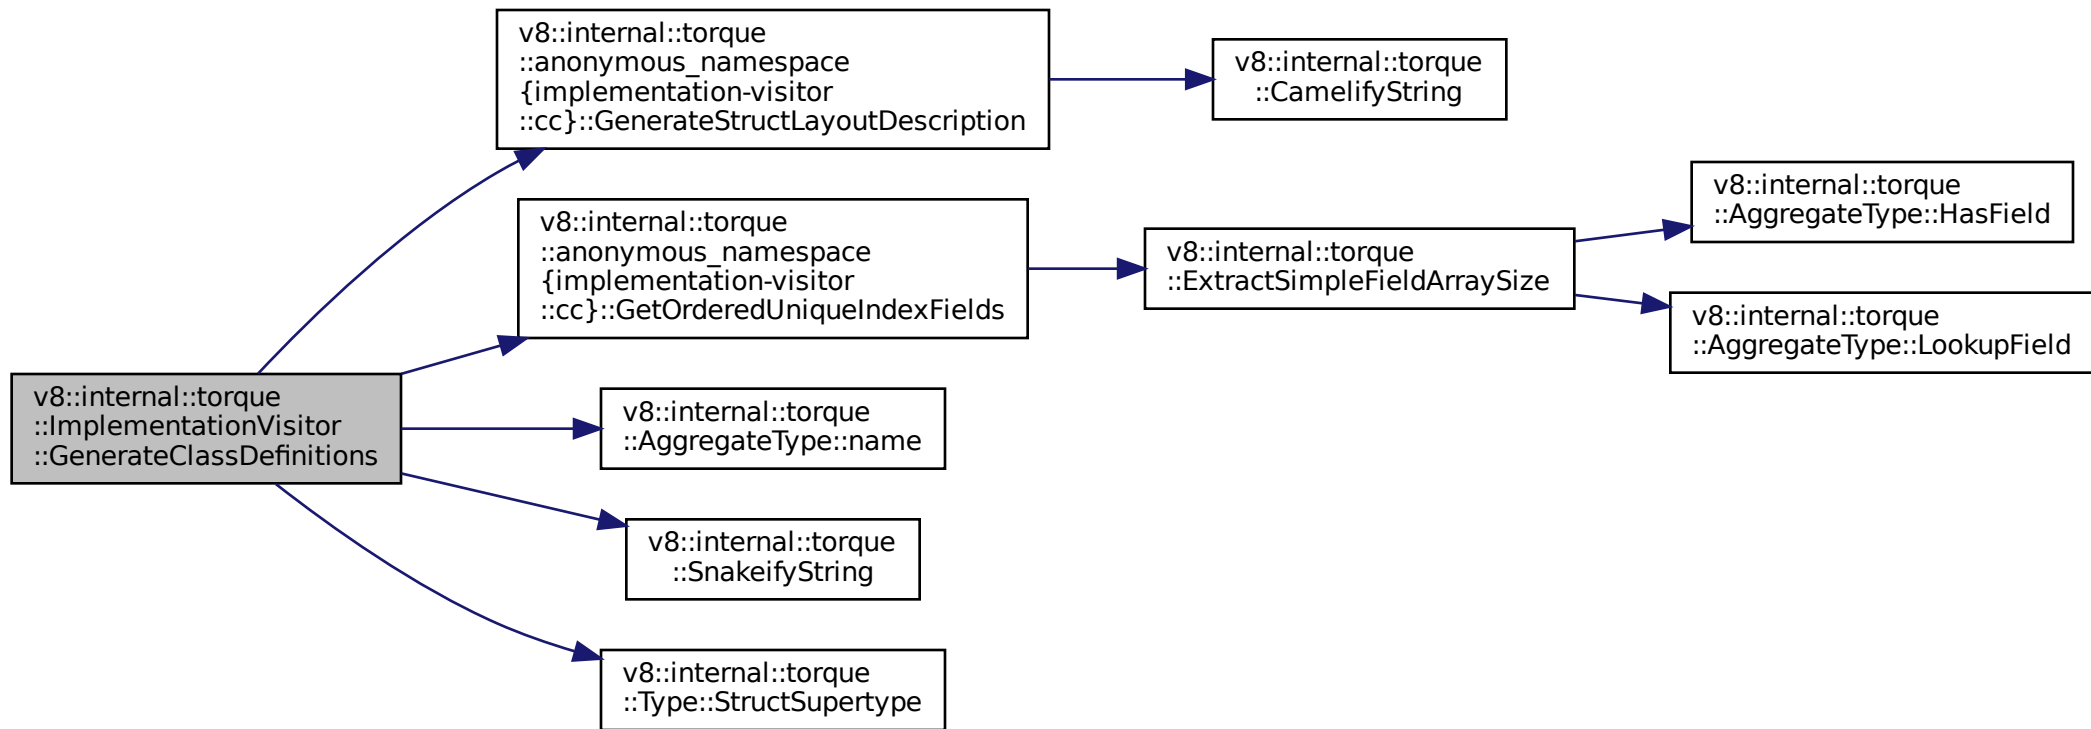 v8::internal::torque
::ImplementationVisitor
::GenerateClassDefinitions
v8::internal::torque
::anonymous_namespace
{implementation-visitor
::cc}::GenerateStructLayoutDescription
v8::internal::torque
::CamelifyString
v8::internal::torque
::anonymous_namespace
{implementation-visitor
::cc}::GetOrderedUniqueIndexFields
v8::internal::torque
::ExtractSimpleFieldArraySize
v8::internal::torque
::AggregateType::HasField
v8::internal::torque
::AggregateType::LookupField
v8::internal::torque
::AggregateType::name
v8::internal::torque
::SnakeifyString
v8::internal::torque
::Type::StructSupertype